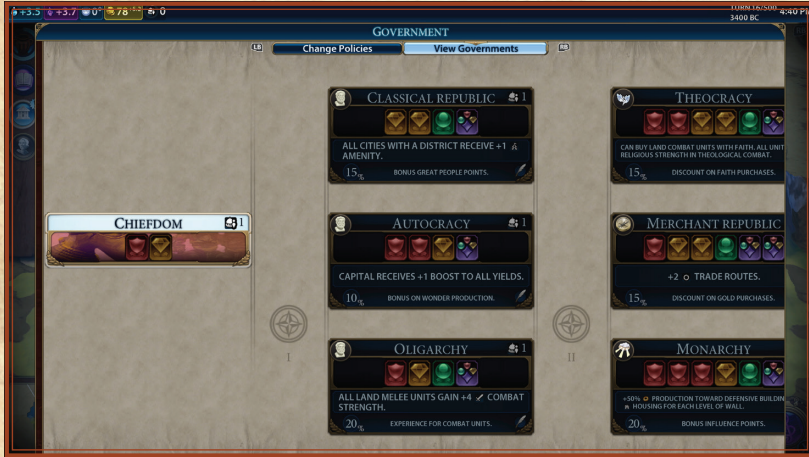 +3.5 +3.7 0 78 +5.2 0
TURN 16/500 4:40 P
3400 BC
GOVERNMENT
LB Change Policies View Governments RB
CHIEFDOM 1
CLASSICAL REPUBLIC 1
ALL CITIES WITH A DISTRICT RECEIVE +1
AMENITY.
15% BONUS GREAT PEOPLE POINTS.
AUTOCRACY 1
CAPITAL RECEIVES +1 BOOST TO ALL YIELDS.
10% BONUS ON WONDER PRODUCTION.
OLIGARCHY 1
ALL LAND MELEE UNITS GAIN +4 COMBAT
STRENGTH.
20% EXPERIENCE FOR COMBAT UNITS.
I
II
THEOCRACY
CAN BUY LAND COMBAT UNITS WITH FAITH. ALL UNIT
RELIGIOUS STRENGTH IN THEOLOGICAL COMBAT.
15% DISCOUNT ON FAITH PURCHASES.
MERCHANT REPUBLIC
+2 TRADE ROUTES.
15% DISCOUNT ON GOLD PURCHASES.
MONARCHY
+50% PRODUCTION TOWARD DEFENSIVE BUILDIN
HOUSING FOR EACH LEVEL OF WALL.
20% BONUS INFLUENCE POINTS.